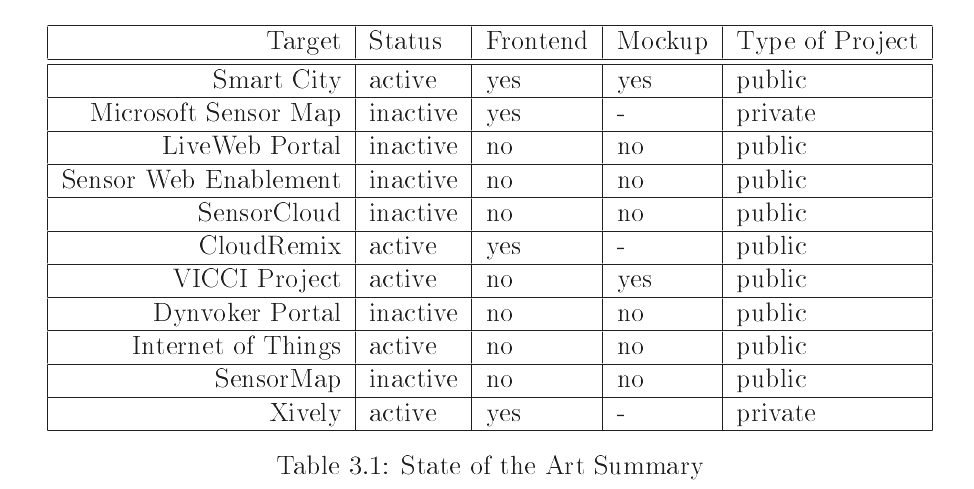 Target Status Frontend Mockup Type of Project
Smart City active yes yes public
Microsoft Sensor Map inactive yes - private
LiveWeb Portal inactive no no public
Sensor Web Enablement inactive no no public
SensorCloud inactive no no public
CloudRemix active yes - public
VICCI Project active no yes public
Dynvoker Portal inactive no no public
Internet of Things active no no public
SensorMap inactive no no public
Xively active yes - private
Table 3.1: State of the Art Summary